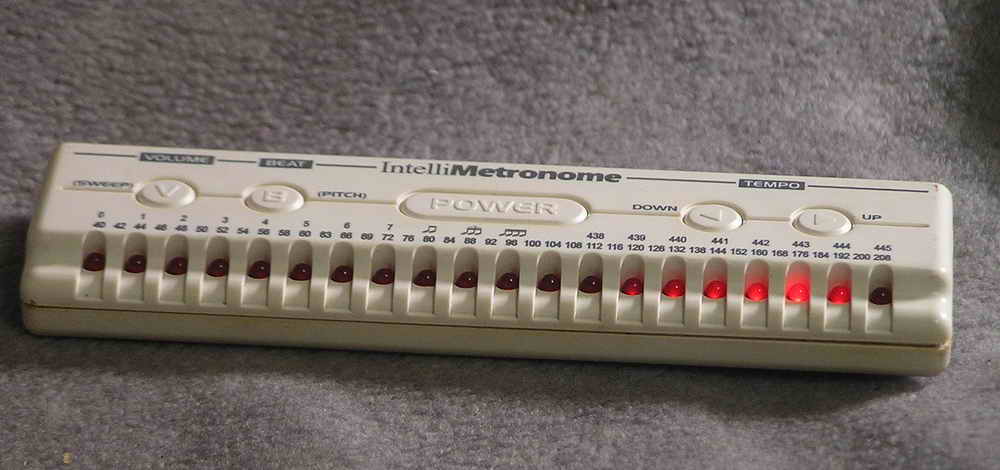 VOLUME BEAT IntelliMetronome TEMPO
(SWEEP) V B (PITCH) POWER DOWN UP
0 1 2 3 4 5 6 7 438 439 440 441 442 443 444 445
40 42 44 46 48 50 52 54 56 58 60 63 66 69 72 76 80 84 88 92 96 100 104 108 112 116 120 126 132 138 144 152 160 168 176 184 192 200 208